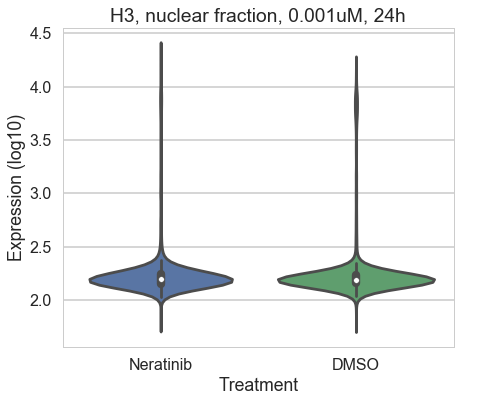 H3, nuclear fraction, 0.001uM, 24h
Expression (log10)
4.5
4.0
3.5
3.0
2.5
2.0
Neratinib
DMSO
Treatment